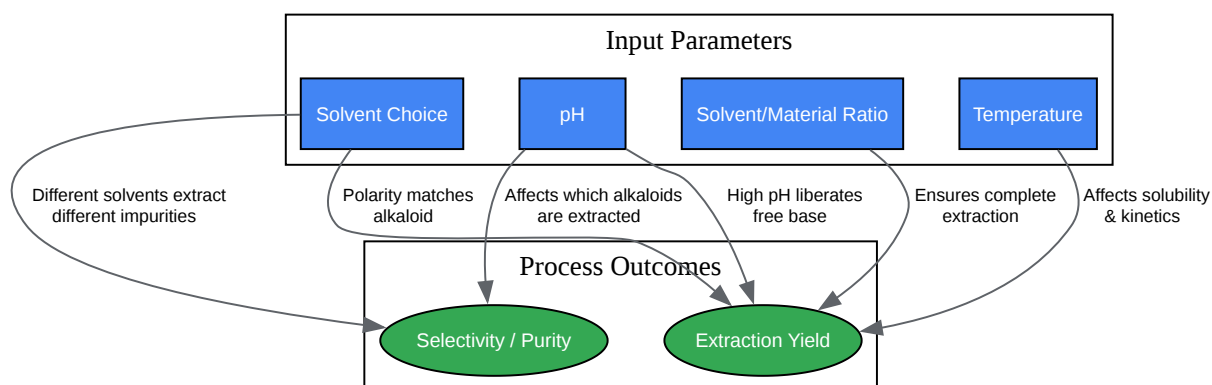 Input Parameters
Solvent Choice
pH
Solvent/Material Ratio
Temperature
Different solvents extract
different impurities
Polarity matches
alkaloid
Affects which alkaloids
are extracted
High pH liberates
free base
Ensures complete
extraction
Affects solubility
& kinetics
Process Outcomes
Selectivity / Purity
Extraction Yield